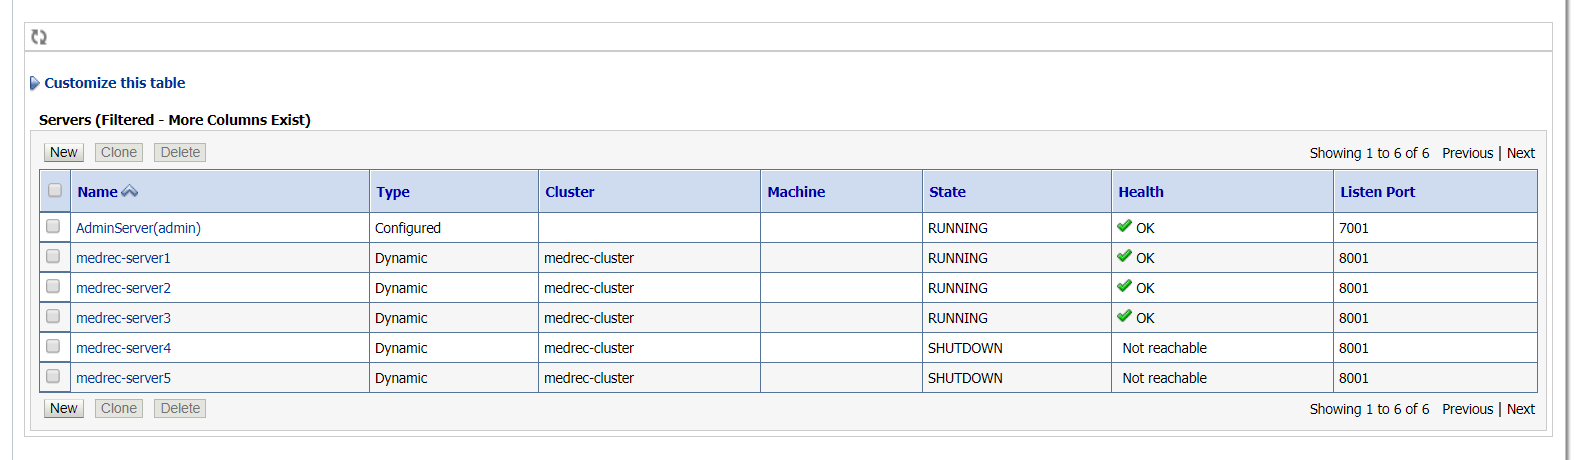 Customize this table
Servers (Filtered - More Columns Exist)
New Clone Delete Showing 1 to 6 of 6 Previous | Next
Name Type Cluster Machine State Health Listen Port
AdminServer(admin) Configured RUNNING OK 7001
medrec-server1 Dynamic medrec-cluster RUNNING OK 8001
medrec-server2 Dynamic medrec-cluster RUNNING OK 8001
medrec-server3 Dynamic medrec-cluster RUNNING OK 8001
medrec-server4 Dynamic medrec-cluster SHUTDOWN Not reachable 8001
medrec-server5 Dynamic medrec-cluster SHUTDOWN Not reachable 8001
New Clone Delete Showing 1 to 6 of 6 Previous | Next